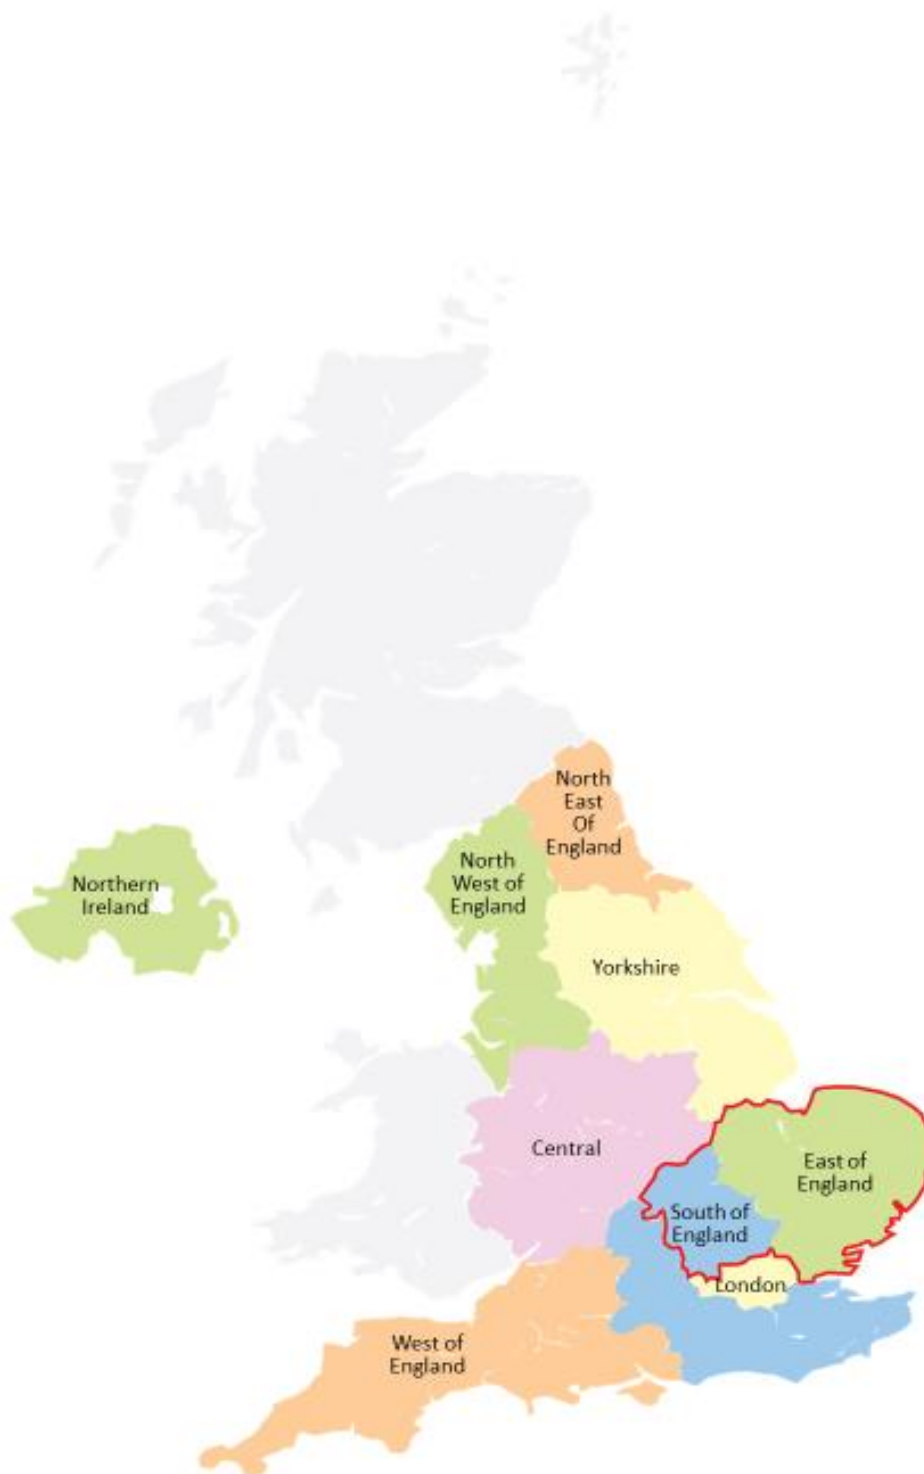 North
East
Of
England
North
West of
England
Northern
Ireland
Yorkshire
Central
East of
England
South of
England
London
West of
England